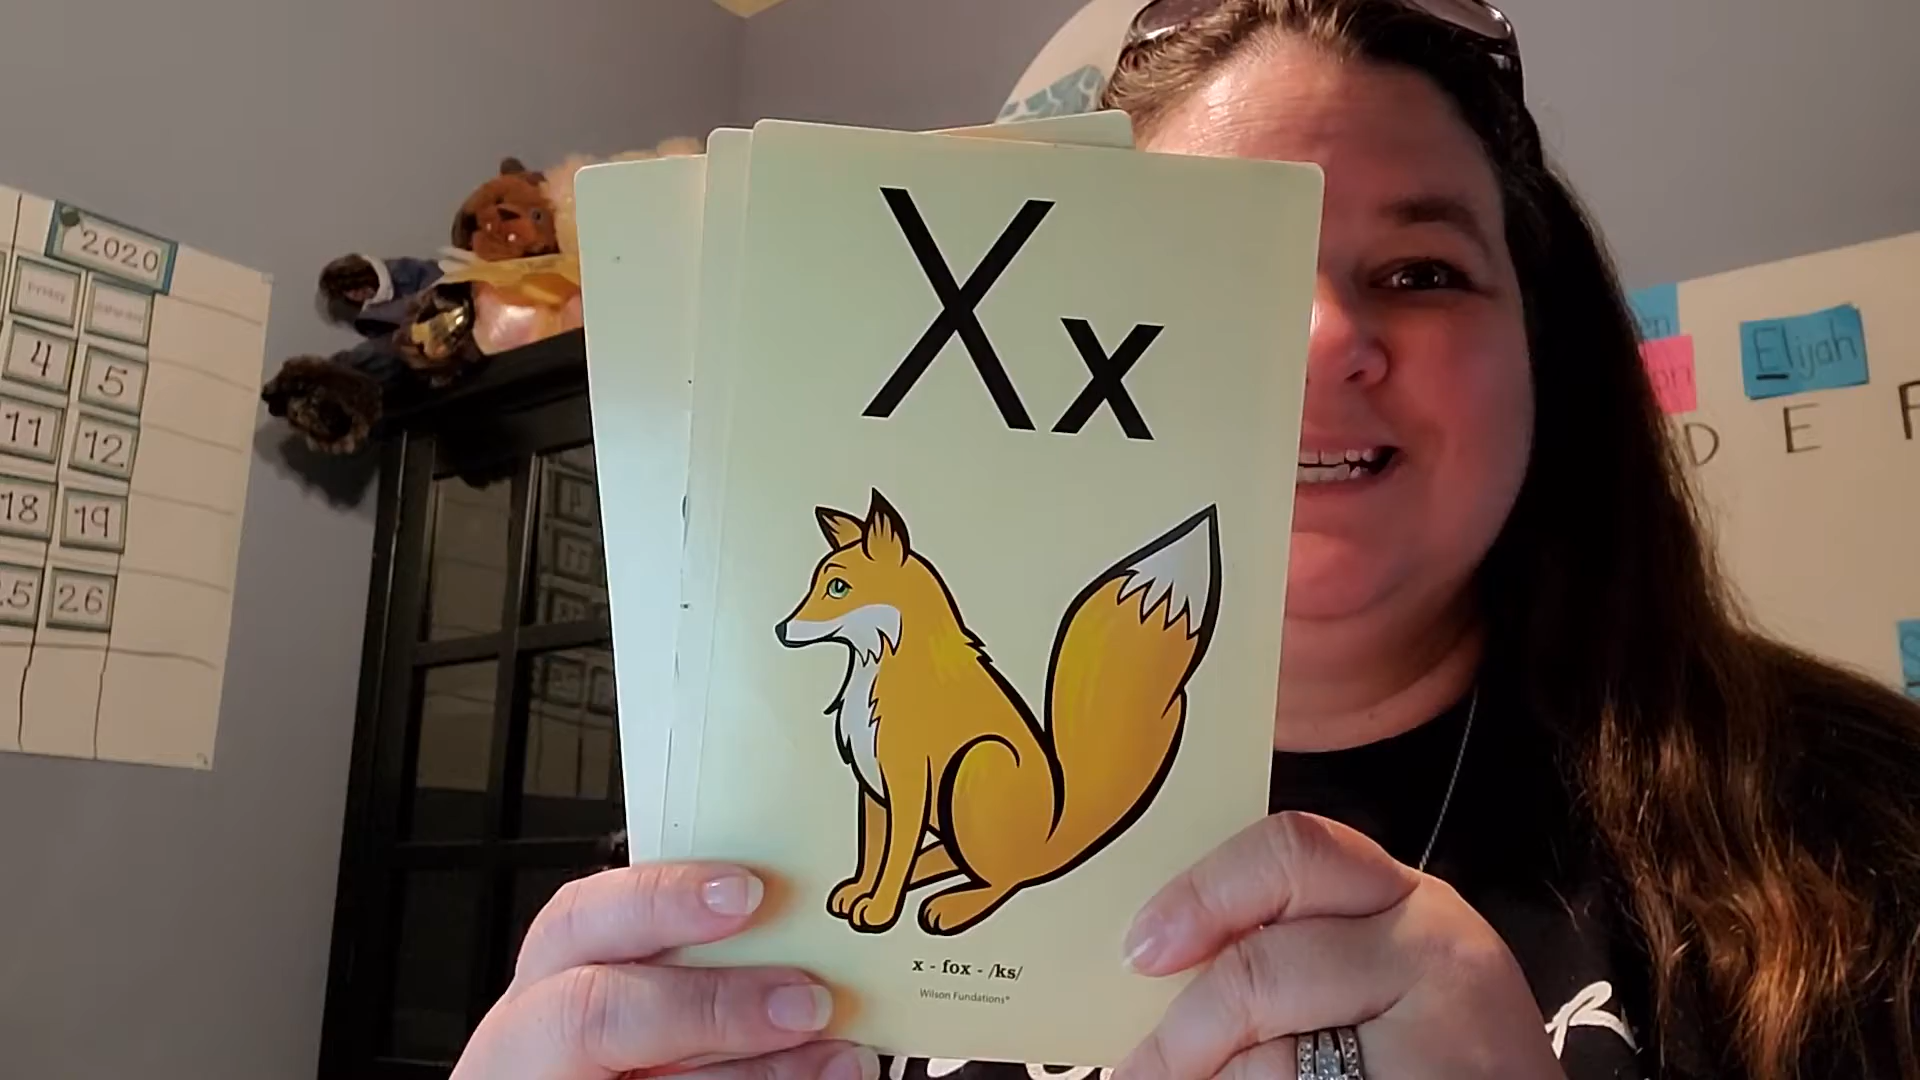 2020
4
5
11
12
18
19
26
Xx
x - fox - /ks/
Wilson Fundations®
Elijah
D E F